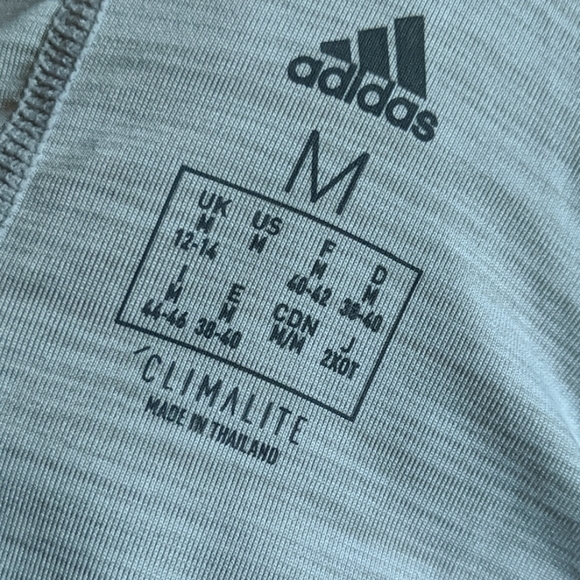 adidas
M
UK US F D
M M M M
12-14 40-42 38-40
I E CDN J
M M M/M 2XOT
44-46 38-40
CLIMALITE
MADE IN THAILAND